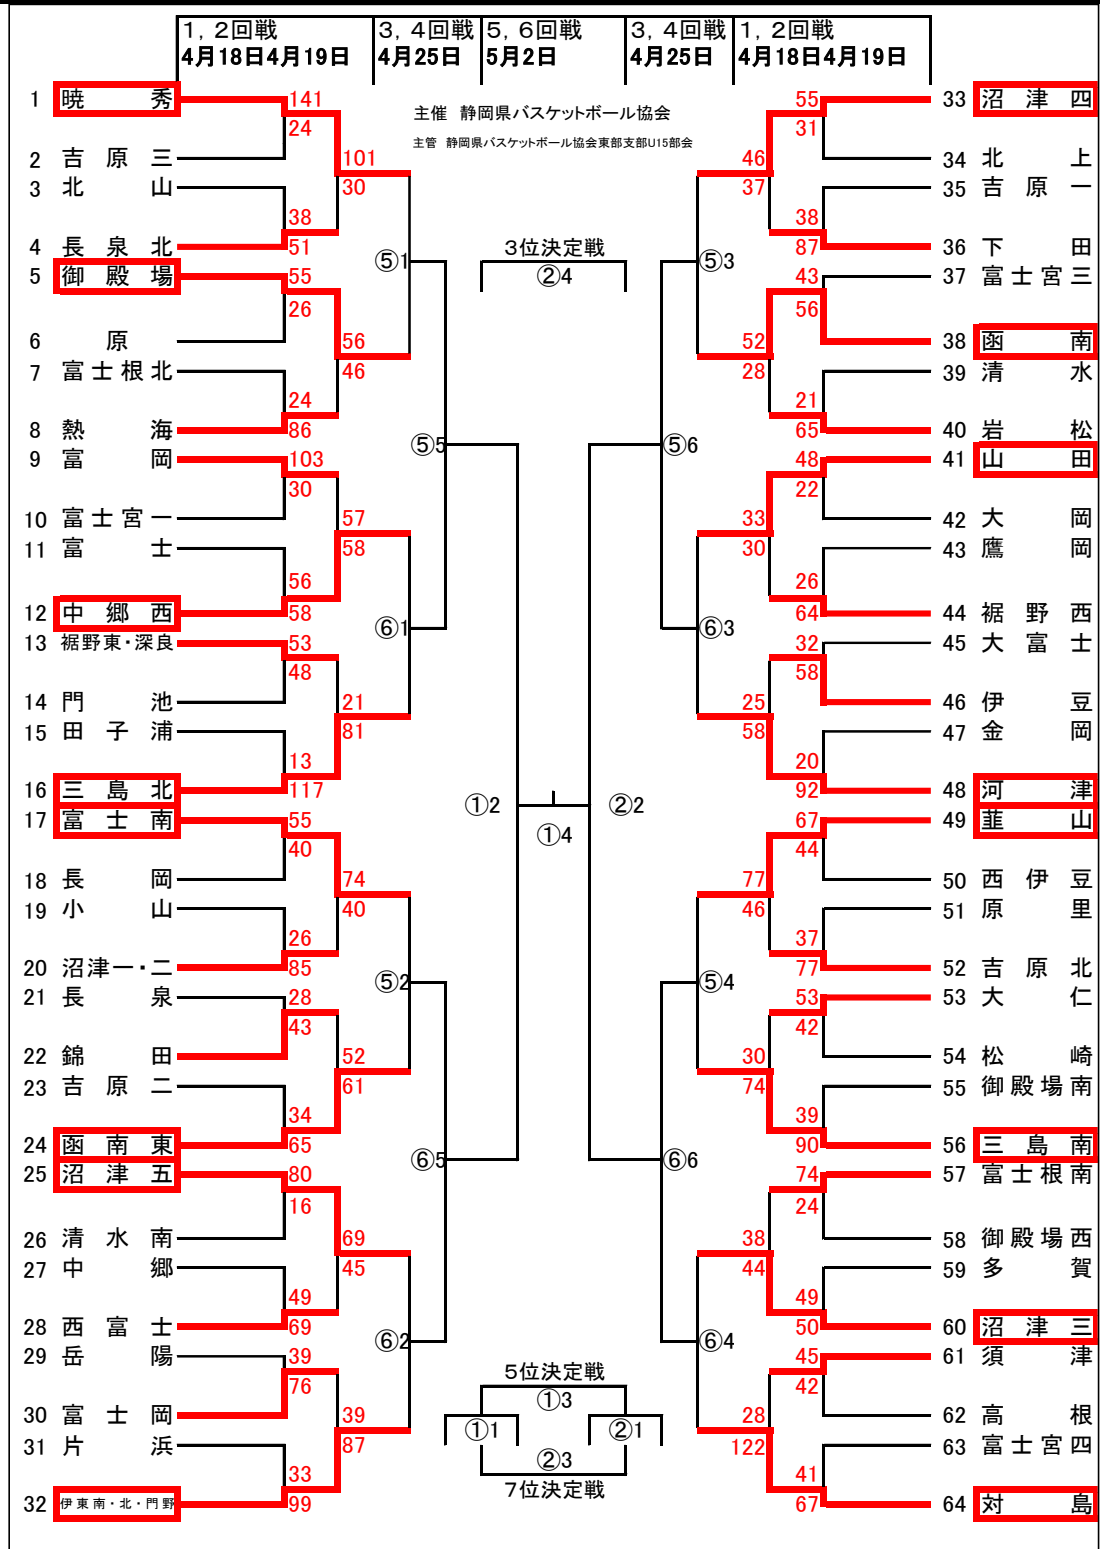 1, 2回戦 3, 4回戦 5, 6回戦 3, 4回戦 1, 2回戦
4月18日4月19日 4月25日 5月2日 4月25日 4月18日4月19日
主催 静岡県バスケットボール協会
主管 静岡県バスケットボール協会東部支部U15部会
1 暁秀 141
24
2 吉原三
101
30
3 北山
38
4 長泉北 51
5 御殿場 55
26
6 原
56
46
7 富士根北
24
8 熱海 86
9 富岡 103
30
10 富士宮一
57
58
11 富士
56
12 中郷西 58
13 裾野東・深良 53
48
14 門池
21
81
15 田子浦
13
16 三島北 117
17 富士南 55
40
18 長岡
74
40
19 小山
26
20 沼津一・二 85
21 長泉 28
43
22 錦田
52
61
23 吉原二
34
24 函南東 65
25 沼津五 80
16
26 清水南
69
45
27 中郷
49
28 西富士 69
29 岳陽 39
76
30 富士岡
39
87
31 片浜
33
32 伊東南・北・門野 99
⑤1
⑤5
⑥1
⑤2
⑥5
⑥2
3位決定戦
②4
①2
①4
②2
5位決定戦
①3
①1
②1
②3
7位決定戦
⑤3
⑤6
⑥3
⑤4
⑥6
⑥4
55 33 沼津四
31
34 北上
46
37
35 吉原一
38
87 36 下田
43 37 富士宮三
56
38 函南
52
28
39 清水
21
65 40 岩松
48 41 山田
22
42 大岡
33
30
43 鷹岡
26
64 44 裾野西
32 45 大富士
58
46 伊豆
25
58
47 金岡
20
92 48 河津
67 49 韮山
44
50 西伊豆
77
46
51 原里
37
77 52 吉原北
53 53 大仁
42
54 松崎
30
74
55 御殿場南
39
90 56 三島南
74 57 富士根南
24
58 御殿場西
38
44
59 多賀
49
50 60 沼津三
45 61 須津
42
62 高根
28
122
63 富士宮四
41
67 64 対島